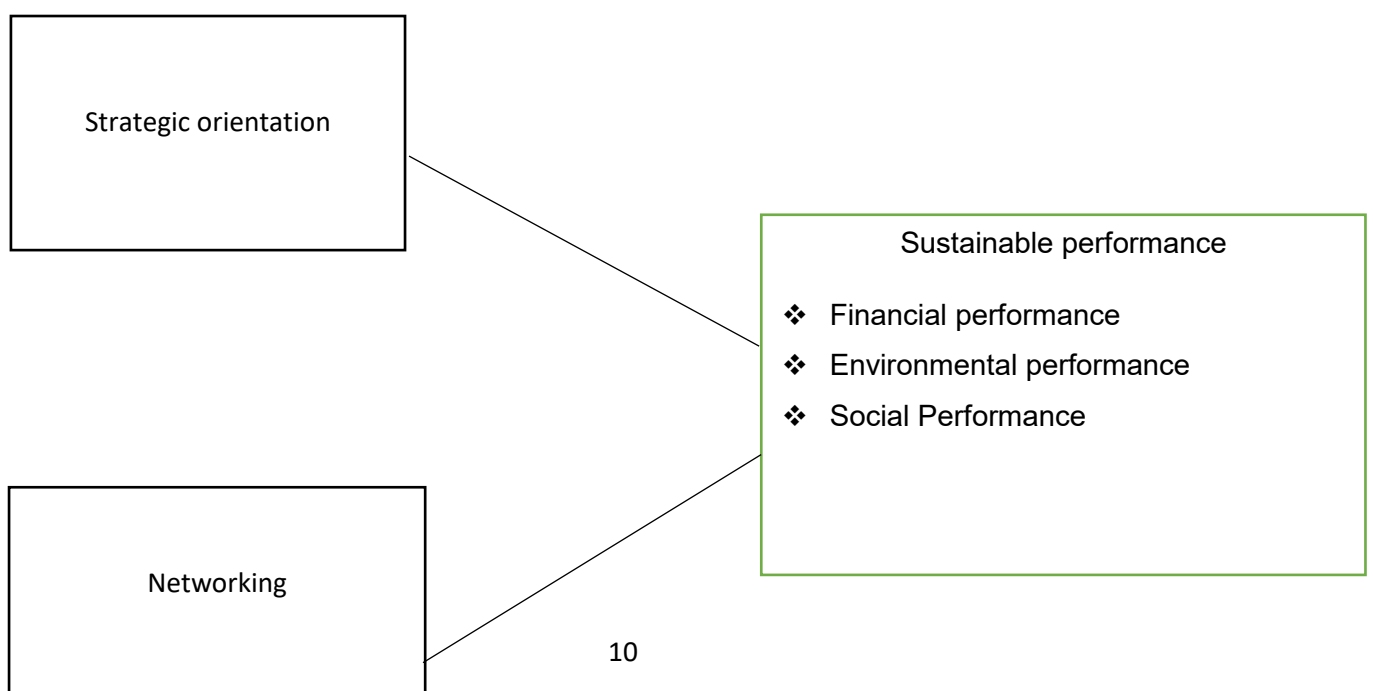 Strategic orientation
Sustainable performance
❖ Financial performance
❖ Environmental performance
❖ Social Performance
Networking
10